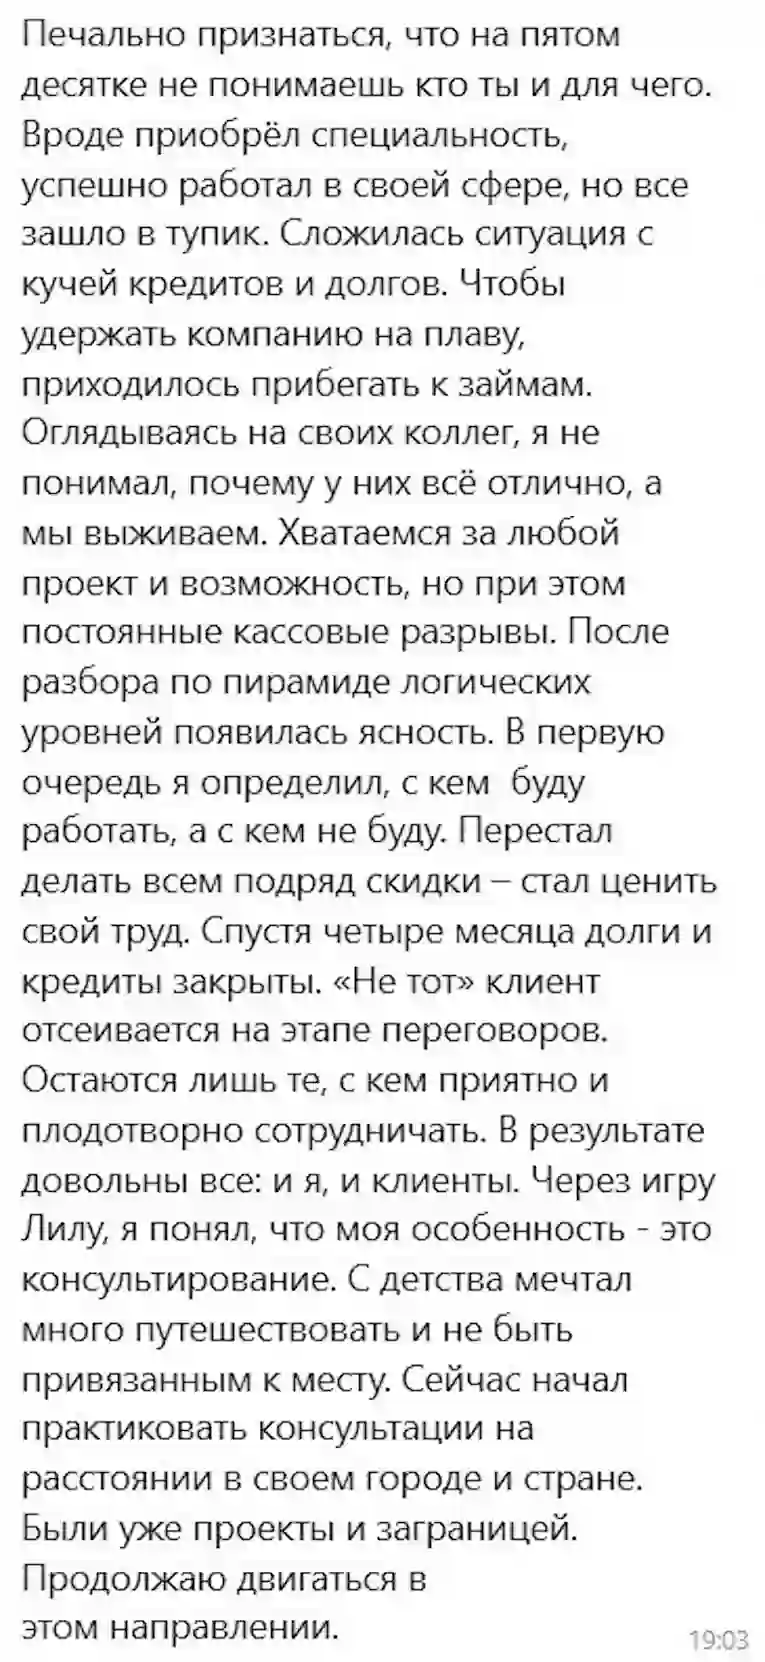 Печально признаться, что на пятом
десятке не понимаешь кто ты и для чего.
Вроде приобрёл специальность,
успешно работал в своей сфере, но все
зашло в тупик. Сложилась ситуация с
кучей кредитов и долгов. Чтобы
удержать компанию на плаву,
приходилось прибегать к займам.
Оглядываясь на своих коллег, я не
понимал, почему у них всё отлично, а
мы выживаем. Хватаемся за любой
проект и возможность, но при этом
постоянные кассовые разрывы. После
разбора по пирамиде логических
уровней появилась ясность. В первую
очередь я определил, с кем  буду
работать, а с кем не буду. Перестал
делать всем подряд скидки – стал ценить
свой труд. Спустя четыре месяца долги и
кредиты закрыты. «Не тот» клиент
отсеивается на этапе переговоров.
Остаются лишь те, с кем приятно и
плодотворно сотрудничать. В результате
довольны все: и я, и клиенты. Через игру
Лилу, я понял, что моя особенность - это
консультирование. С детства мечтал
много путешествовать и не быть
привязанным к месту. Сейчас начал
практиковать консультации на
расстоянии в своем городе и стране.
Были уже проекты и заграницей.
Продолжаю двигаться в
этом направлении.
19:03